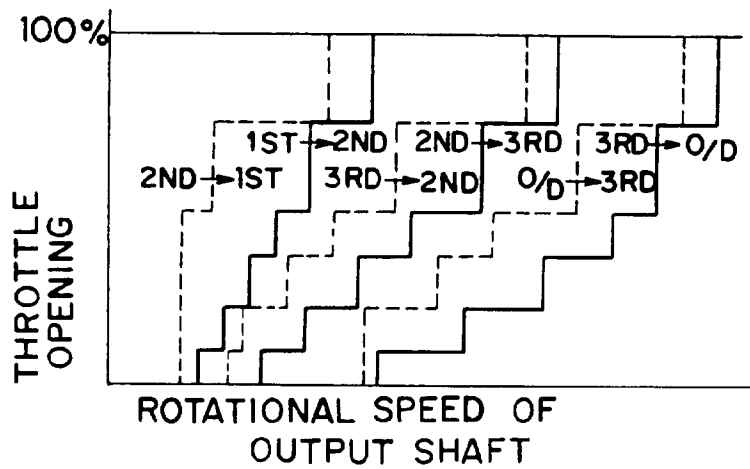 100%
1ST→2ND 2ND→3RD 3RD→O/D
2ND→1ST 3RD→2ND O/D→3RD
THROTTLE
OPENING
ROTATIONAL SPEED OF
OUTPUT SHAFT